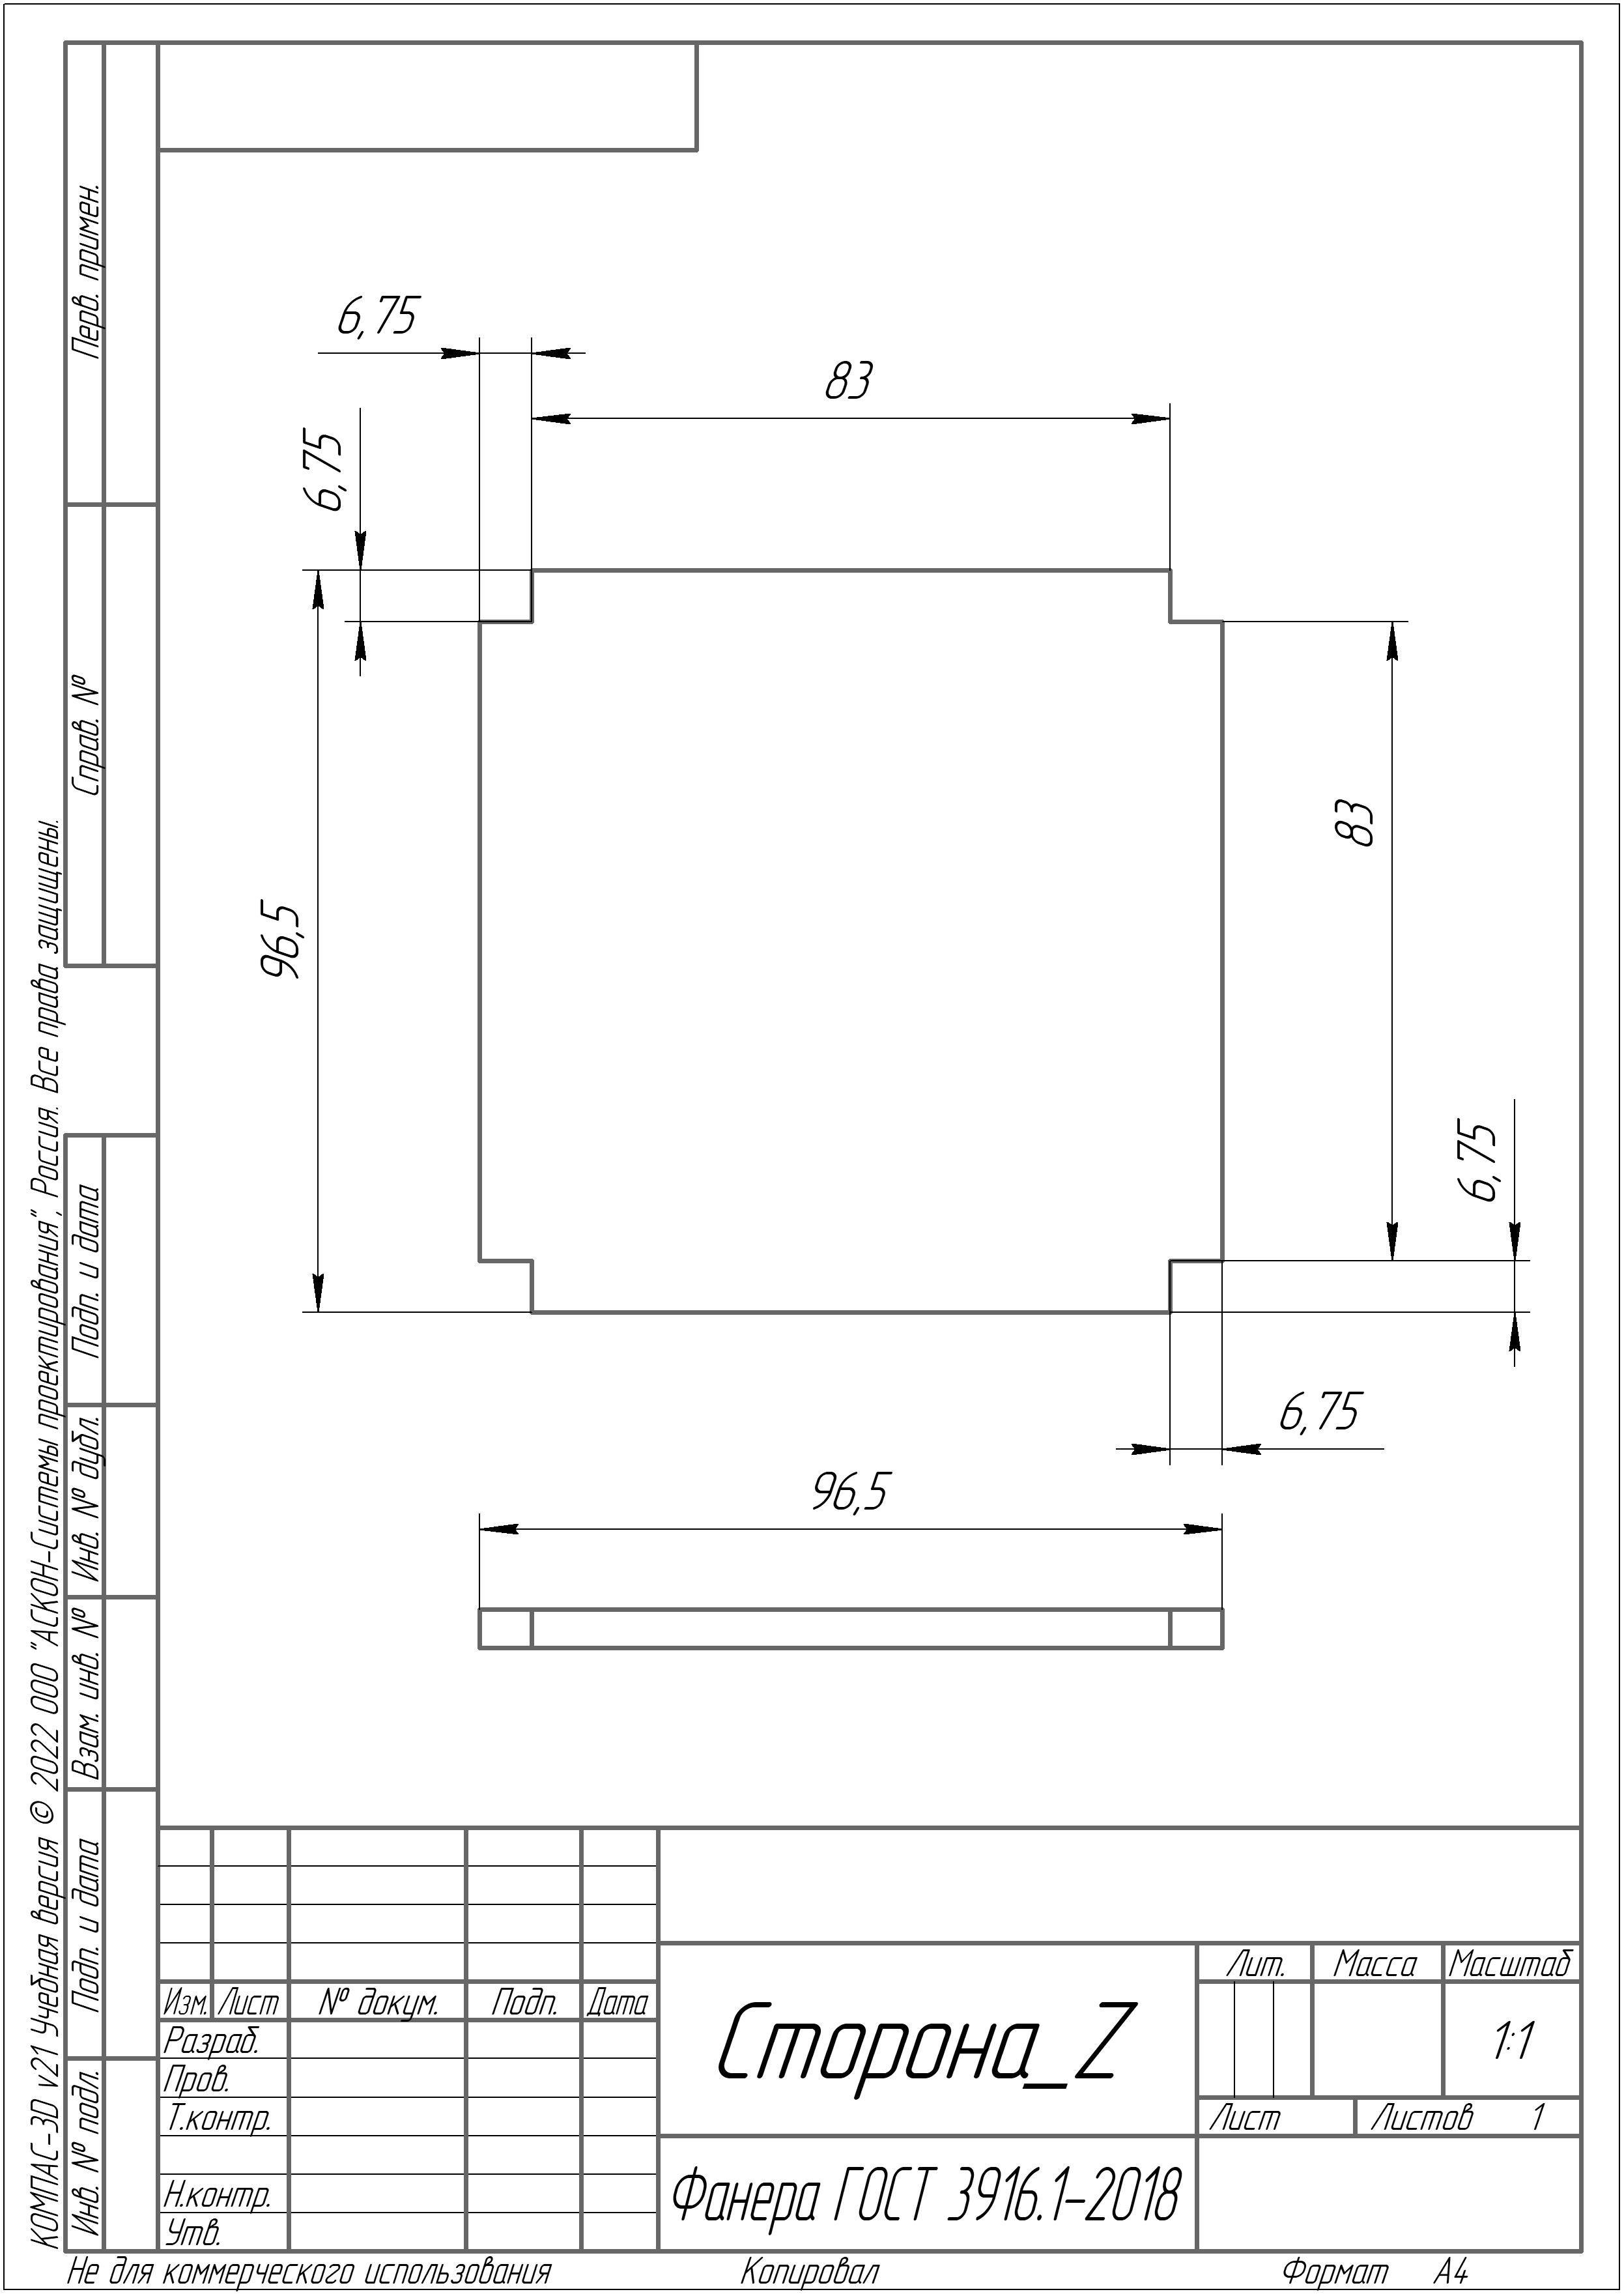 Перв. примен.
Справ. №
Подп. и дата
Инв. № дубл.
Взам. инв. №
Подп. и дата
Инв. № подл.
КОМПАС-3D v21 Учебная версия © 2022 ООО "АСКОН-Системы проектирования", Россия. Все права защищены.
6,75
83
6,75
96,5
83
6,75
6,75
96,5
Изм. Лист № докум. Подп. Дата
Разраб.
Пров.
Т.контр.
Н.контр.
Утв.
Сторона_Z
Фанера ГОСТ 3916.1-2018
Лит. Масса Масштаб
1:1
Лист Листов 1
Не для коммерческого использования Копировал Формат А4